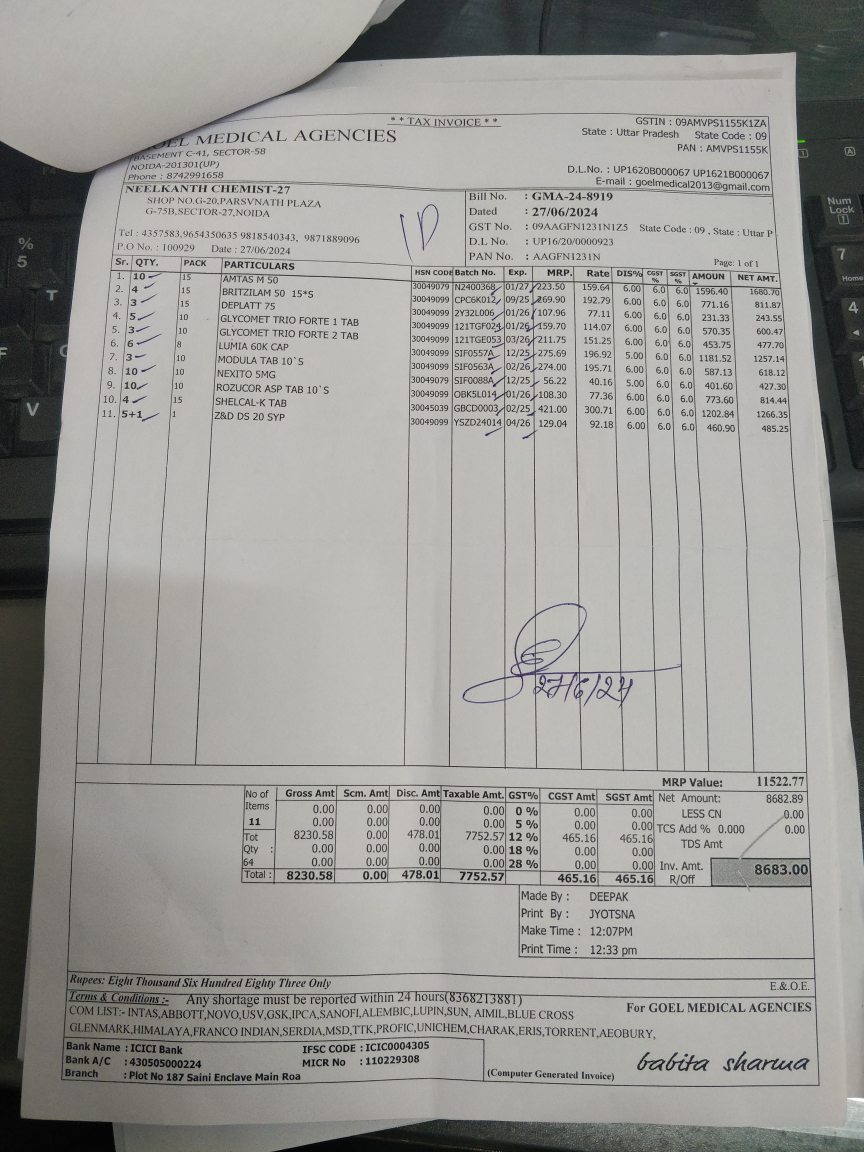 * * TAX INVOICE * *
GSTIN : 09AMVPS1155K1ZA
State : Uttar Pradesh State Code : 09
PAN : AMVPS1155K
OEL MEDICAL AGENCIES
BASEMENT C-41, SECTOR-58
NOIDA-201301(UP)
Phone : 8742991658
D.L.No. : UP1620B000067 UP1621B000067
E-mail : goelmedical2013@gmail.com
NEELKANTH CHEMIST-27
SHOP NO.G-20,PARSVNATH PLAZA
G-75B,SECTOR-27,NOIDA
Tel : 4357583,9654350635 9818540343, 9871889096
P.O No. : 100929 Date : 27/06/2024
Bill No. : GMA-24-8919
Dated : 27/06/2024
GST No. : 09AAGFN1231N1Z5 State Code : 09 , State : Uttar P
D.L No. : UP16/20/0000923
PAN No. : AAGFN1231N
Page: 1 of 1
Sr. QTY. PACK PARTICULARS HSN CODE Batch No. Exp. MRP. Rate DIS% CGST % SGST % AMOUN NET AMT.
1. 10 15 AMTAS M 50 30049079 N2400368 01/27 223.50 159.64 6.00 6.0 6.0 1596.40 1680.70
2. 4 15 BRITZILAM 50 15*S 30049099 CPC6K012 09/25 269.90 192.79 6.00 6.0 6.0 771.16 811.87
3. 3 15 DEPLATT 75 30049099 2Y32L006 01/26 107.96 77.11 6.00 6.0 6.0 231.33 243.55
4. 5 10 GLYCOMET TRIO FORTE 1 TAB 30049099 121TGF024 01/26 159.70 114.07 6.00 6.0 6.0 570.35 600.47
5. 3 10 GLYCOMET TRIO FORTE 2 TAB 30049099 121TGE053 03/26 211.75 151.25 6.00 6.0 6.0 453.75 477.70
6. 6 8 LUMIA 60K CAP 30049099 SIF0557A 12/25 275.69 196.92 5.00 6.0 6.0 1181.52 1257.14
7. 3 10 MODULA TAB 10`S 30049099 SIF0563A 02/26 274.00 195.71 6.00 6.0 6.0 587.13 618.12
8. 10 10 NEXITO 5MG 30049079 SIF0088A 12/25 56.22 40.16 5.00 6.0 6.0 401.60 427.30
9. 10 10 ROZUCOR ASP TAB 10`S 30049099 OBK5L014 01/26 108.30 77.36 6.00 6.0 6.0 773.60 814.44
10. 4 15 SHELCAL-K TAB 30045039 GBCD0003 02/25 421.00 300.71 6.00 6.0 6.0 1202.84 1266.35
11. 5+1 1 Z&D DS 20 SYP 30049099 YSZD24014 04/26 129.04 92.18 6.00 6.0 6.0 460.90 485.25
27/6/24
MRP Value: 11522.77
No of Items 11 Tot Qty : 64
Gross Amt Scm. Amt Disc. Amt Taxable Amt. GST% CGST Amt SGST Amt
0.00 0.00 0.00 0.00 0 % 0.00 0.00
0.00 0.00 0.00 0.00 5 % 0.00 0.00
8230.58 0.00 478.01 7752.57 12 % 465.16 465.16
0.00 0.00 0.00 0.00 18 % 0.00 0.00
0.00 0.00 0.00 0.00 28 % 0.00 0.00
Total : 8230.58 0.00 478.01 7752.57 465.16 465.16
Net Amount: 8682.89
LESS CN 0.00
TCS Add % 0.000 0.00
TDS Amt
Inv. Amt. R/Off 8683.00
Made By : DEEPAK
Print By : JYOTSNA
Make Time : 12:07PM
Print Time : 12:33 pm
Rupees: Eight Thousand Six Hundred Eighty Three Only
E.& O.E.
Terms & Conditions :- Any shortage must be reported within 24 hours(8368213881)
COM LIST:- INTAS,ABBOTT,NOVO,USV,GSK,IPCA,SANOFI,ALEMBIC,LUPIN,SUN, AIMIL,BLUE CROSS
GLENMARK,HIMALAYA,FRANCO INDIAN,SERDIA,MSD,TTK,PROFIC,UNICHEM,CHARAK,ERIS,TORRENT,AEOBURY,
For GOEL MEDICAL AGENCIES
Bank Name : ICICI Bank IFSC CODE : ICIC0004305
Bank A/C : 430505000224 MICR No : 110229308
Branch : Plot No 187 Saini Enclave Main Roa
(Computer Generated Invoice)
babita sharma
Num Lock
7 Home
4
1
% 5
T
F
V